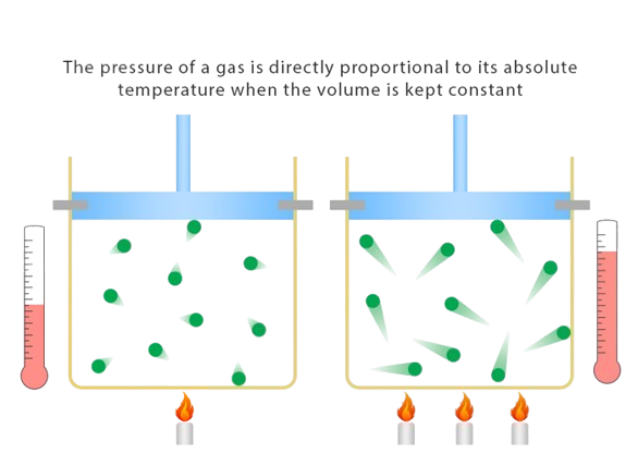 The pressure of a gas is directly proportional to its absolute
temperature when the volume is kept constant